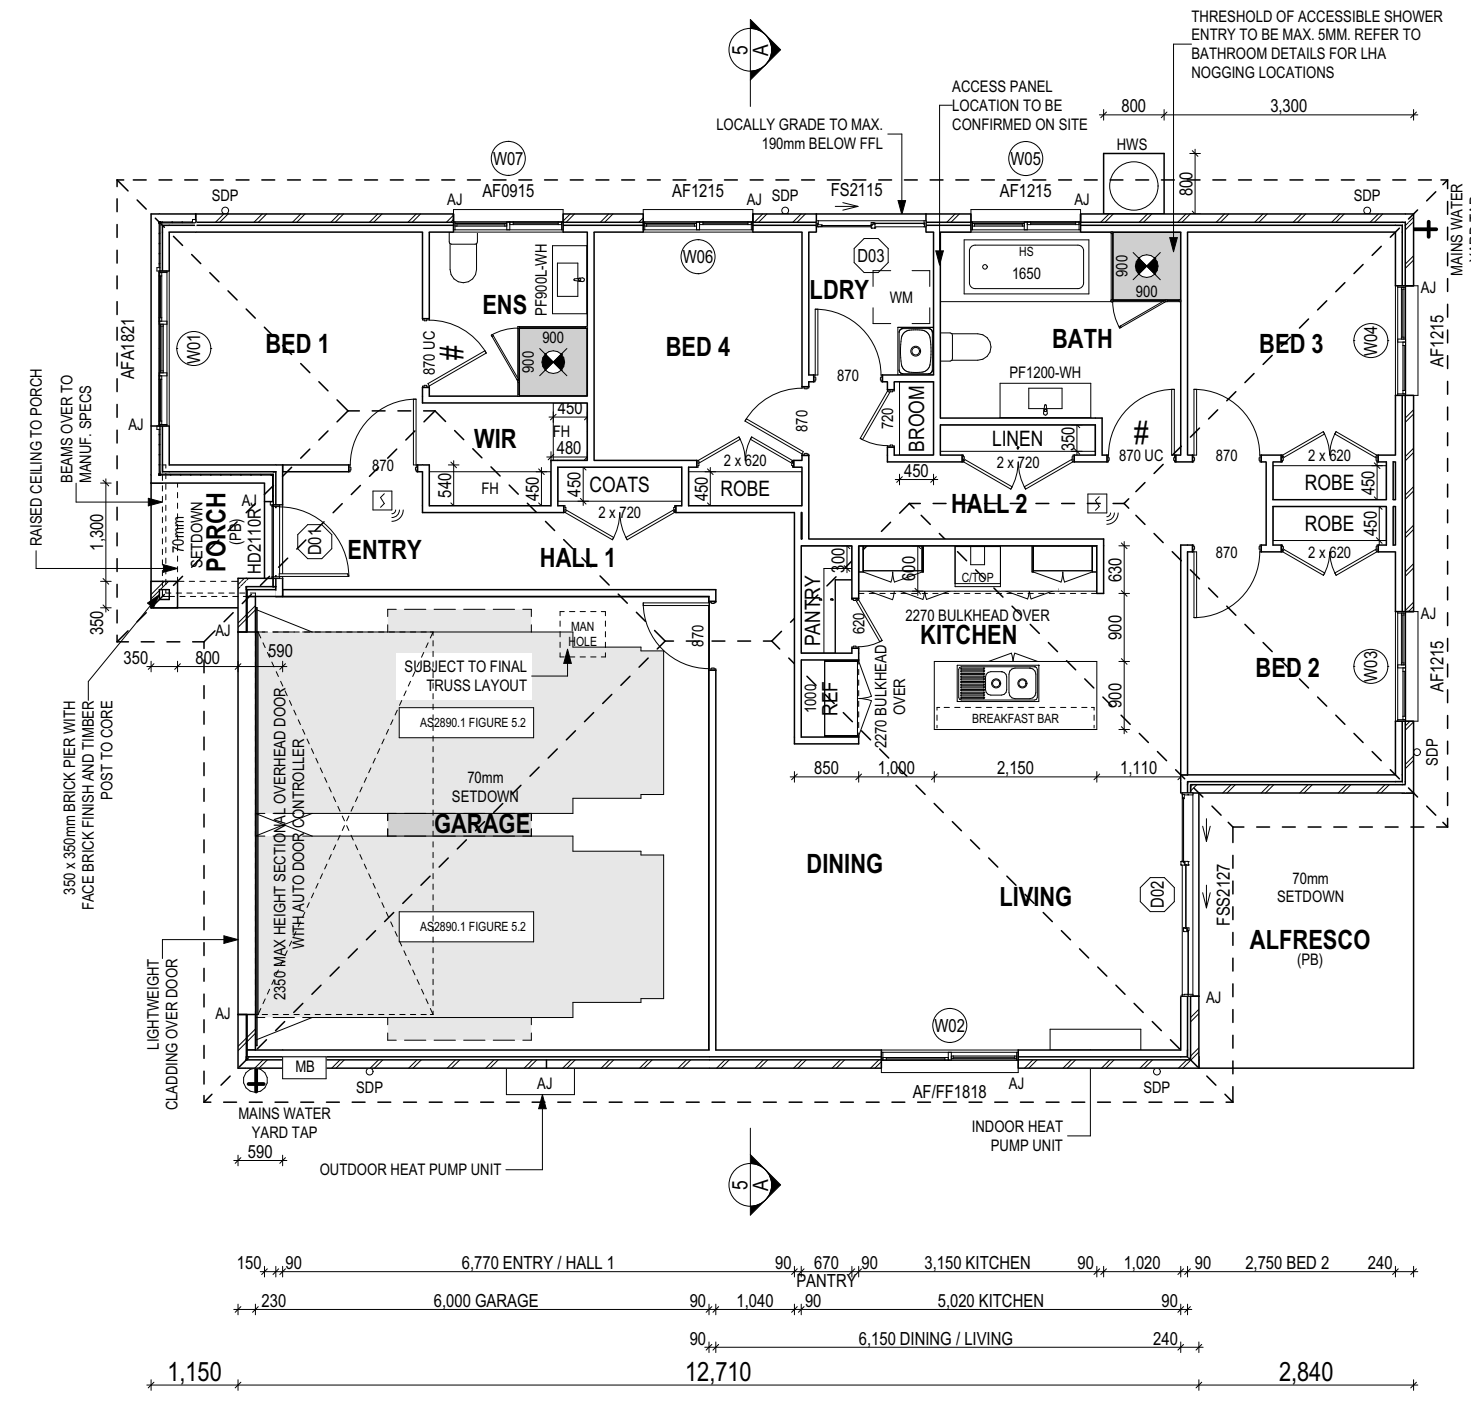 THRESHOLD OF ACCESSIBLE SHOWER
ENTRY TO BE MAX. 5MM. REFER TO
BATHROOM DETAILS FOR LHA
NOGGING LOCATIONS
5
A
ACCESS PANEL
LOCATION TO BE
CONFIRMED ON SITE
800
3,300
LOCALLY GRADE TO MAX.
190mm BELOW FFL
HWS
800
W07
W05
SDP
AJ
AF0915
AF1215
AJ
SDP
FS2115
AF1215
AJ
SDP
MAINS WATER
AFA1821
W01
BED 1
ENS
PF900L-WH
900
900
870 UC
#
W06
BED 4
D03
LDRY
WM
HS
1650
900
900
BATH
PF1200-WH
BED 3
W04
AJ
AF1215
AJ
RAISED CEILING TO PORCH
BEAMS OVER TO
MANUF. SPECS
870
WIR
450
FH
480
540
FH
450
870
870
720
BROOM
450
LINEN
350
2 x 720
#
870 UC
870
2 x 620
ROBE
450
450
COATS
2 x 720
2 x 620
450
ROBE
HALL 2
ROBE
450
2 x 620
870
1,300
350
70mm
SETDOWN
PORCH
(PB)
AJ
HD2110R
D01
ENTRY
HALL 1
300
PANTRY
620
600
C/TOP
630
2270 BULKHEAD OVER
KITCHEN
900
900
BED 2
W03
AJ
AF1215
SDP
350
800
590
AJ
MAN
HOLE
870
SUBJECT TO FINAL
TRUSS LAYOUT
1000
REF
2270 BULKHEAD
OVER
BREAKFAST BAR
AS2890.1 FIGURE 5.2
70mm
SETDOWN
GARAGE
AS2890.1 FIGURE 5.2
2350 MAX HEIGHT SECTIONAL OVERHEAD DOOR
WITH AUTO DOOR CONTROLLER
850
1,000
2,150
1,110
350 x 350mm BRICK PIER WITH
FACE BRICK FINISH AND TIMBER
POST TO CORE
DINING
LIVING
D02
FSS2127
70mm
SETDOWN
ALFRESCO
(PB)
LIGHTWEIGHT
CLADDING OVER DOOR
AJ
AJ
W02
MB
SDP
AJ
AF/FF1818
AJ
SDP
MAINS WATER
YARD TAP
590
OUTDOOR HEAT PUMP UNIT
INDOOR HEAT
PUMP UNIT
5
A
150 90 6,770 ENTRY / HALL 1 90 670 90 3,150 KITCHEN 90 1,020 90 2,750 BED 2 240
PANTRY
230 6,000 GARAGE 90 1,040 90 5,020 KITCHEN 90
90 6,150 DINING / LIVING 240
1,150 12,710 2,840